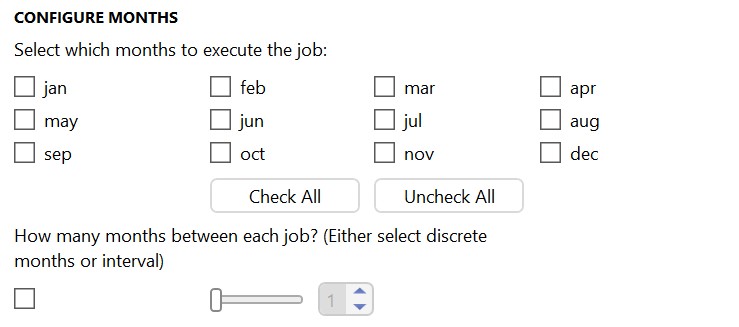 CONFIGURE MONTHS
Select which months to execute the job:
jan feb mar apr
may jun jul aug
sep oct nov dec
Check All Uncheck All
How many months between each job? (Either select discrete
months or interval)
1